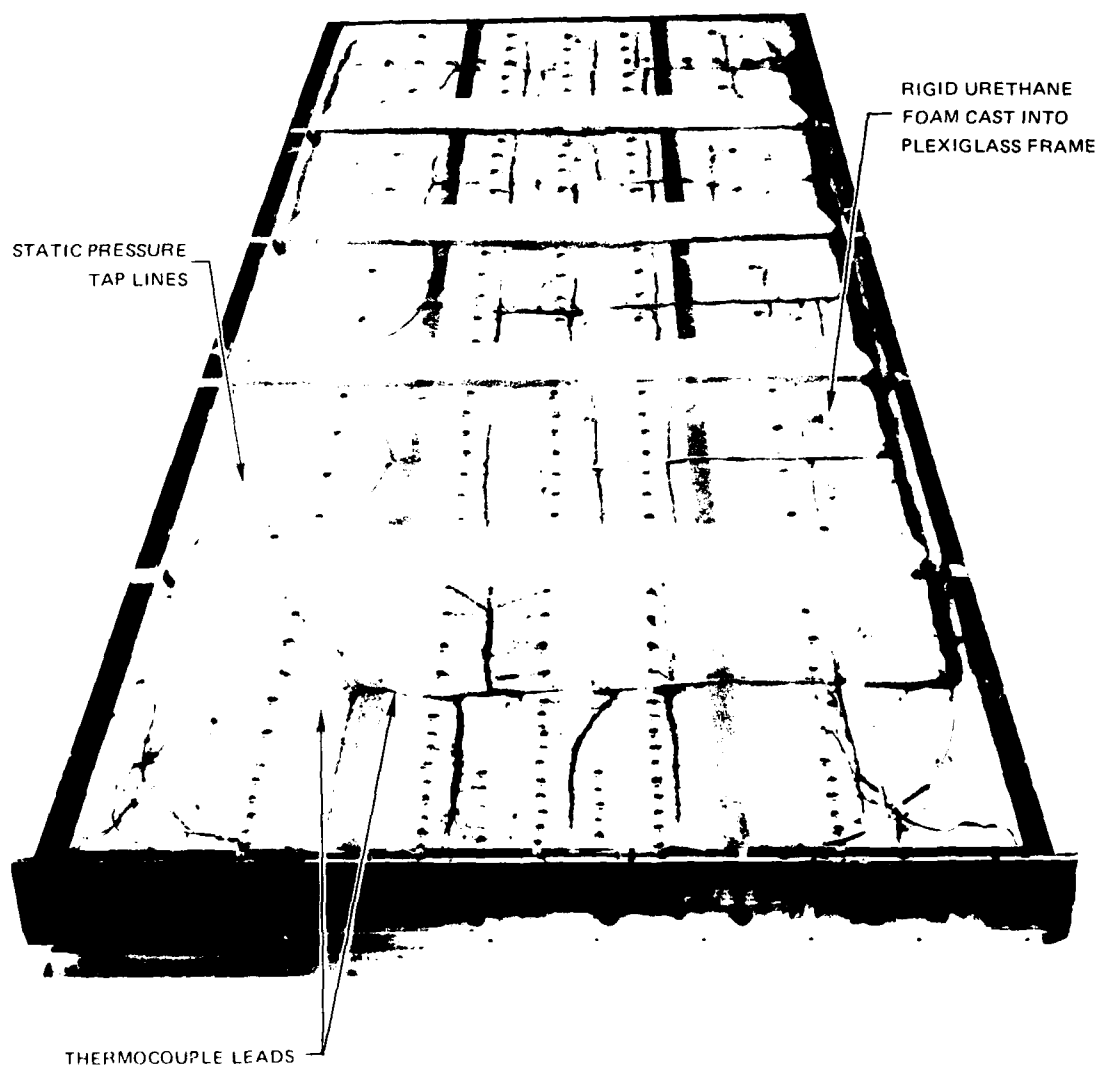 RIGID URETHANE
FOAM CAST INTO
PLEXIGLASS FRAME
STATIC PRESSURE
TAP LINES
THERMOCOUPLE LEADS